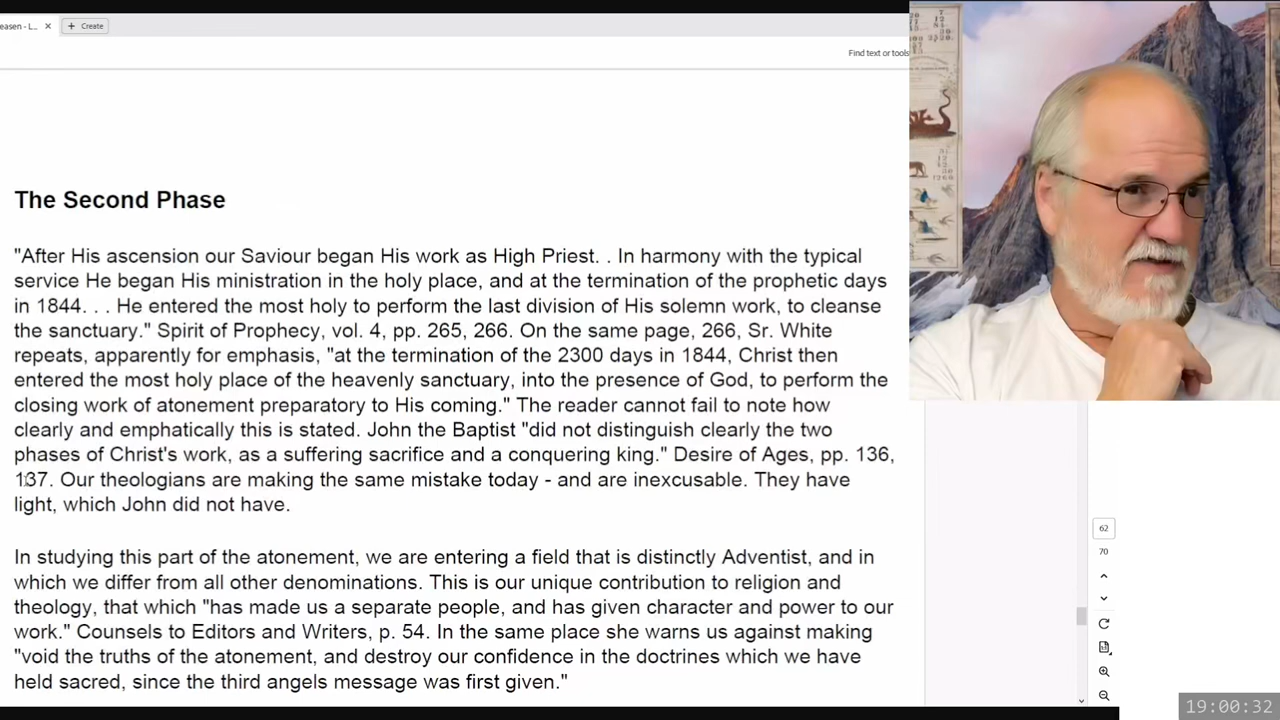 easen - L...
Create
Find text or tools
The Second Phase
"After His ascension our Saviour began His work as High Priest. . In harmony with the typical
service He began His ministration in the holy place, and at the termination of the prophetic days
in 1844. . . He entered the most holy to perform the last division of His solemn work, to cleanse
the sanctuary." Spirit of Prophecy, vol. 4, pp. 265, 266. On the same page, 266, Sr. White
repeats, apparently for emphasis, "at the termination of the 2300 days in 1844, Christ then
entered the most holy place of the heavenly sanctuary, into the presence of God, to perform the
closing work of atonement preparatory to His coming." The reader cannot fail to note how
clearly and emphatically this is stated. John the Baptist "did not distinguish clearly the two
phases of Christ's work, as a suffering sacrifice and a conquering king." Desire of Ages, pp. 136,
137. Our theologians are making the same mistake today - and are inexcusable. They have
light, which John did not have.
In studying this part of the atonement, we are entering a field that is distinctly Adventist, and in
which we differ from all other denominations. This is our unique contribution to religion and
theology, that which "has made us a separate people, and has given character and power to our
work." Counsels to Editors and Writers, p. 54. In the same place she warns us against making
"void the truths of the atonement, and destroy our confidence in the doctrines which we have
held sacred, since the third angels message was first given."
62
70
19:00:32